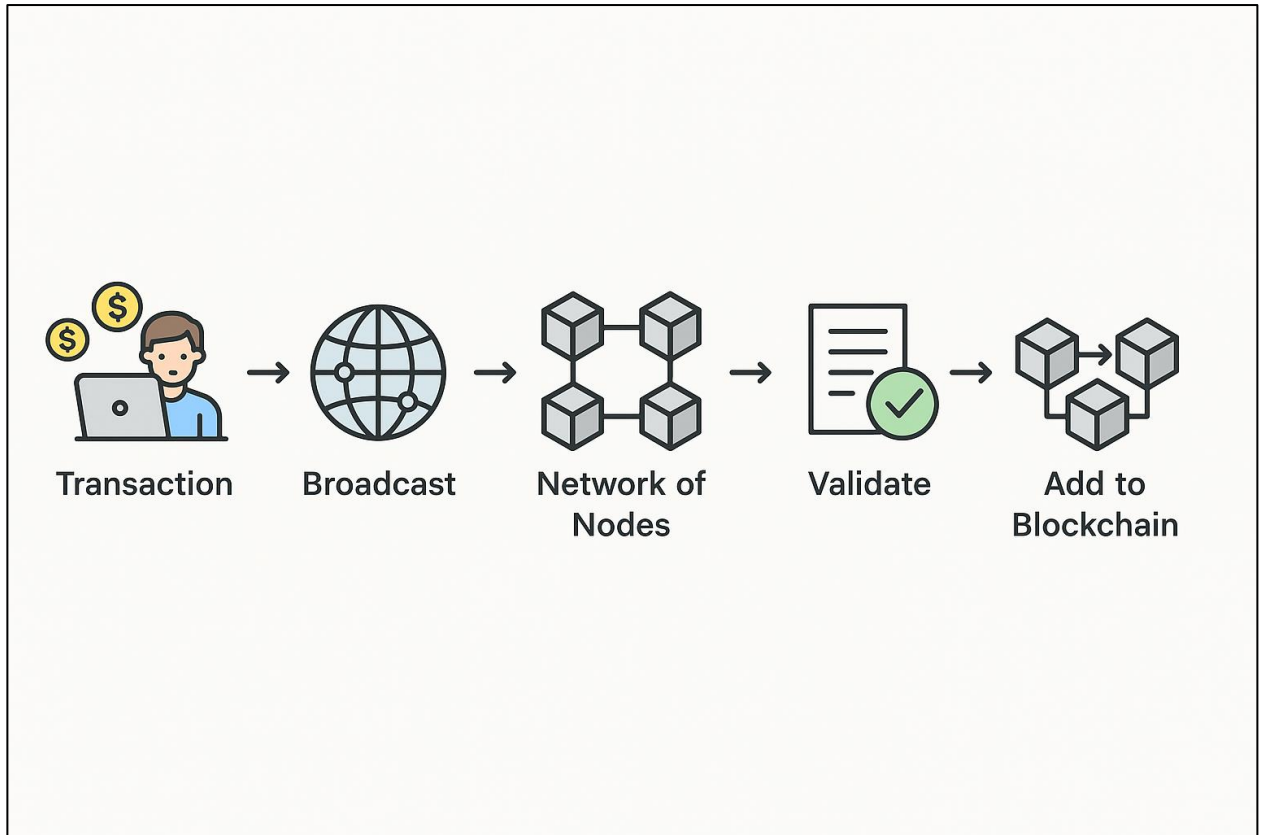 $
$
Transaction
Broadcast
Network of
Nodes
Validate
Add to
Blockchain